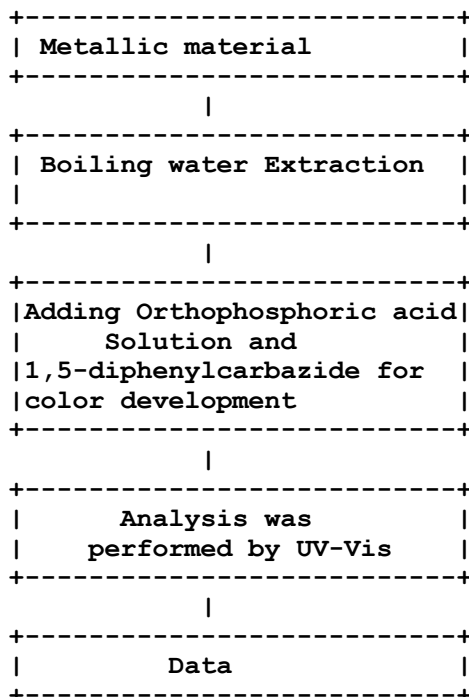 Metallic material
Boiling water Extraction
Adding Orthophosphoric acid
Solution and
1,5-diphenylcarbazide for
color development
Analysis was
performed by UV-Vis
Data